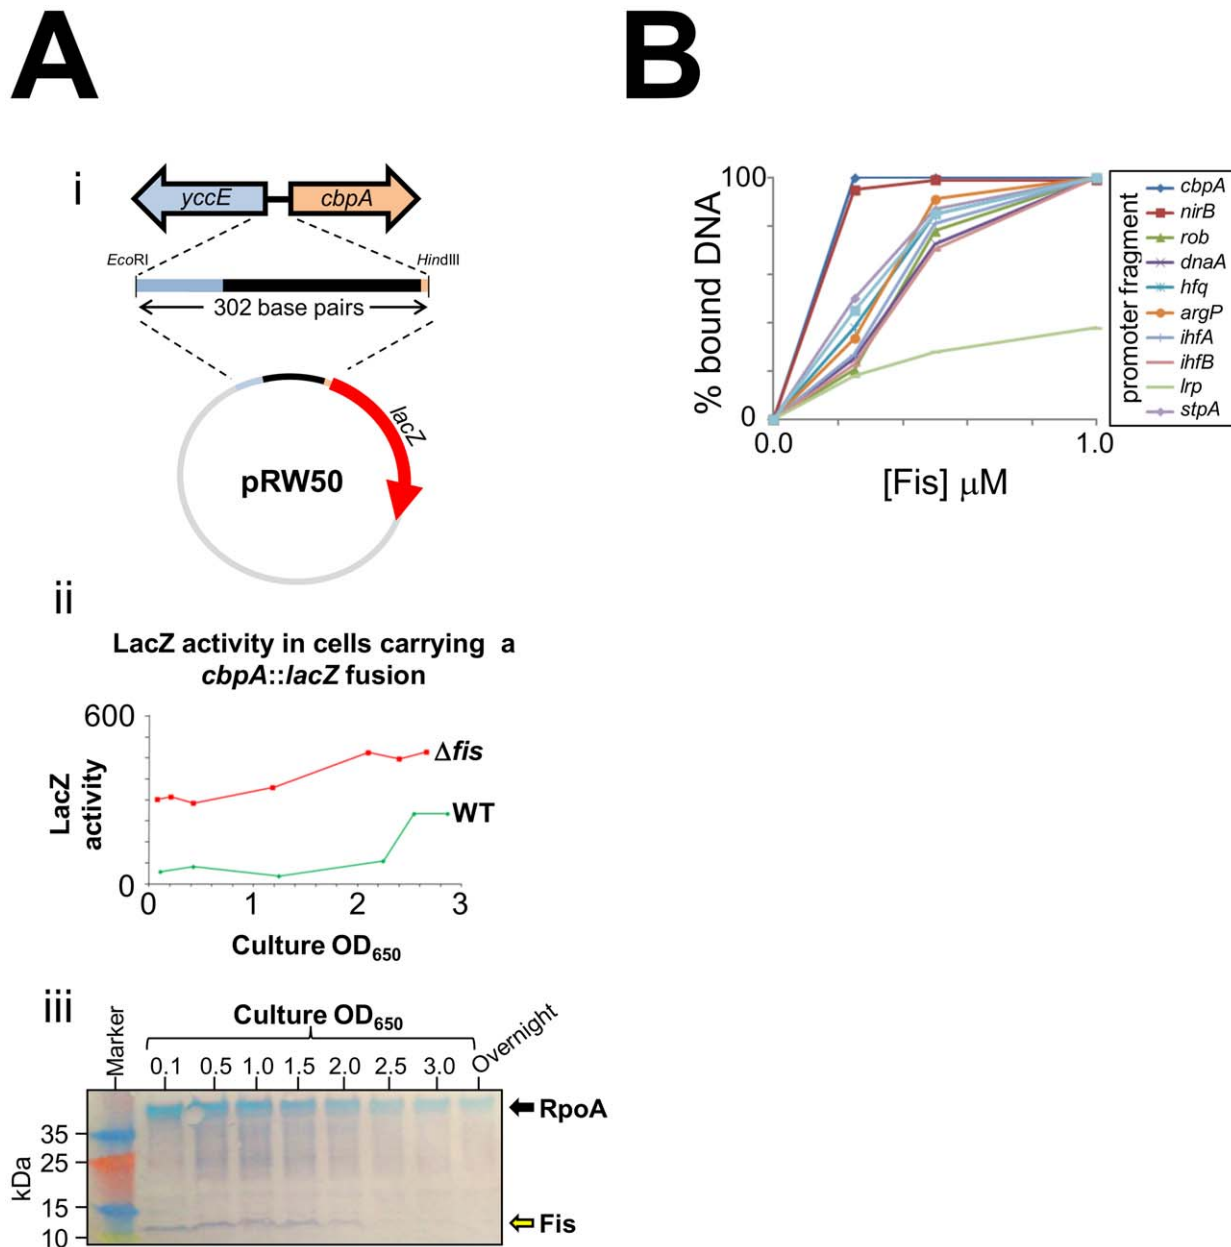 A
i
yccE
cbpA
EcoRI
HindIII
302 base pairs
lacZ
pRW50
ii
LacZ activity in cells carrying a
cbpA::lacZ fusion
600
0
LacZ
activity
Δfis
WT
0 1 2 3
Culture OD650
iii
Marker
Culture OD650
Overnight
0.1 0.5 1.0 1.5 2.0 2.5 3.0
RpoA
35
25
15
10
kDa
Fis
B
100
0
% bound DNA
0.0 1.0
[Fis] μM
promoter fragment
cbpA
nirB
rob
dnaA
hfq
argP
ihfA
ihfB
lrp
stpA